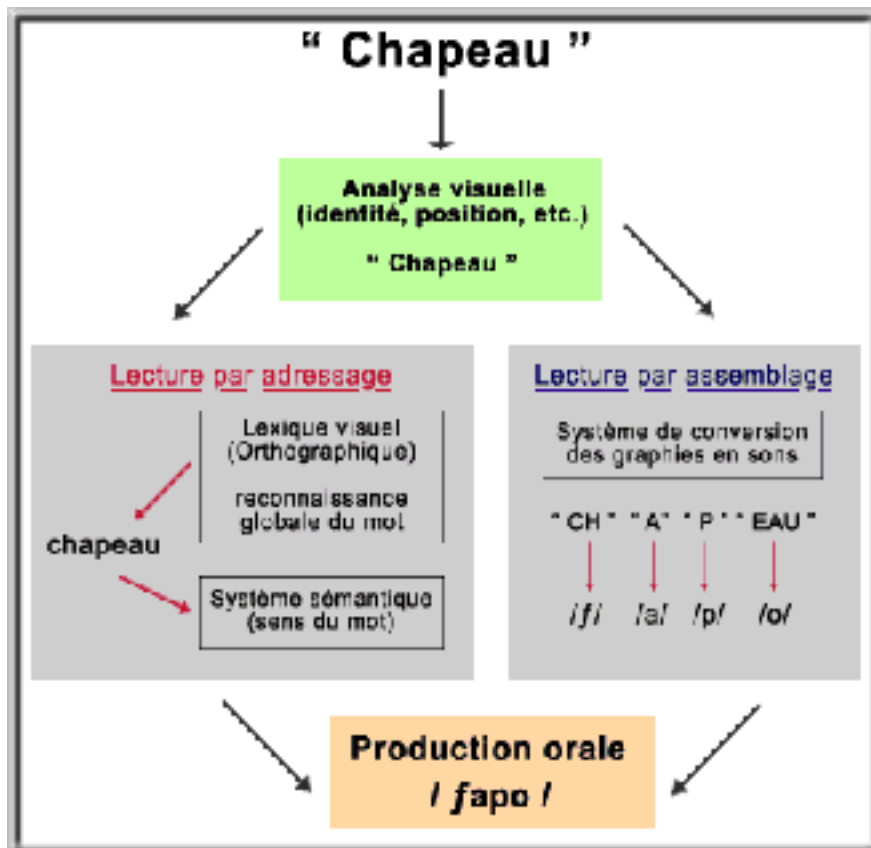 “ Chapeau ”
Analyse visuelle
(identité, position, etc.)
“ Chapeau ”
Lecture par adressage
Lexique visuel
(Orthographique)
reconnaissance
globale du mot
chapeau
Système sémantique
(sens du mot)
Lecture par assemblage
Système de conversion
des graphies en sons
“ CH ” “ A ” “ P ” “ EAU ”
/ƒ/ /a/ /p/ /o/
Production orale
/ ƒapo /